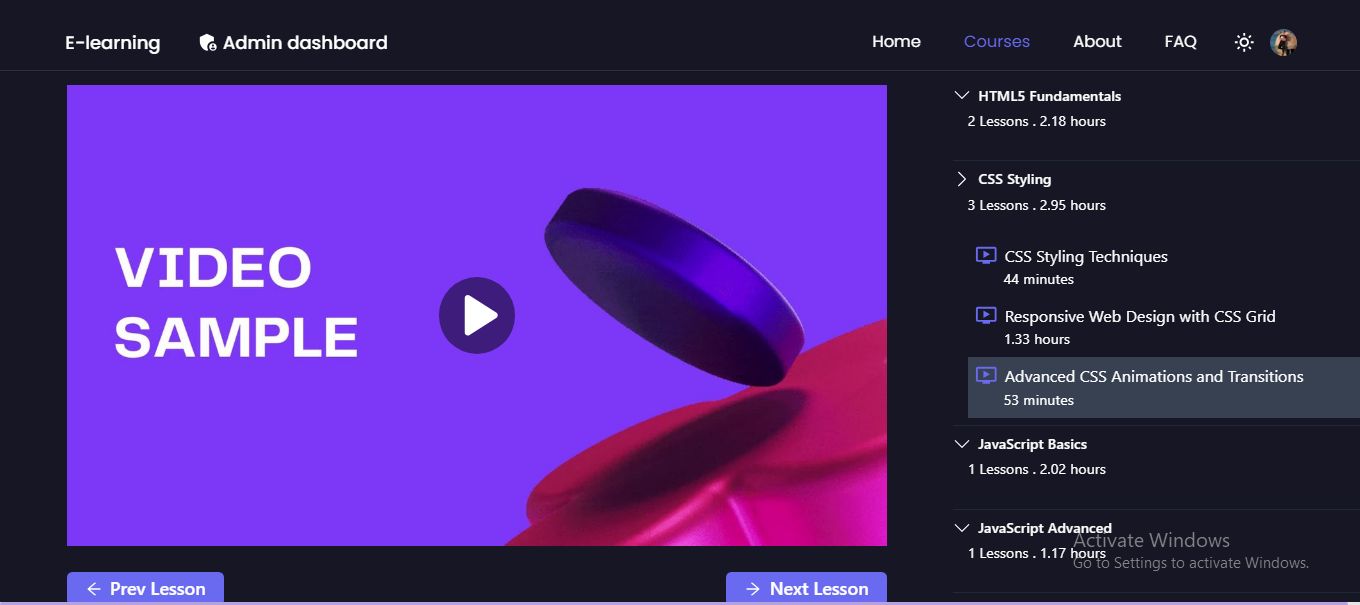 E-learning Admin dashboard Home Courses About FAQ
VIDEO
SAMPLE
Prev Lesson
Next Lesson
HTML5 Fundamentals
2 Lessons . 2.18 hours
CSS Styling
3 Lessons . 2.95 hours
CSS Styling Techniques
44 minutes
Responsive Web Design with CSS Grid
1.33 hours
Advanced CSS Animations and Transitions
53 minutes
JavaScript Basics
1 Lessons . 2.02 hours
JavaScript Advanced
1 Lessons . 1.17 hours
Activate Windows
Go to Settings to activate Windows.